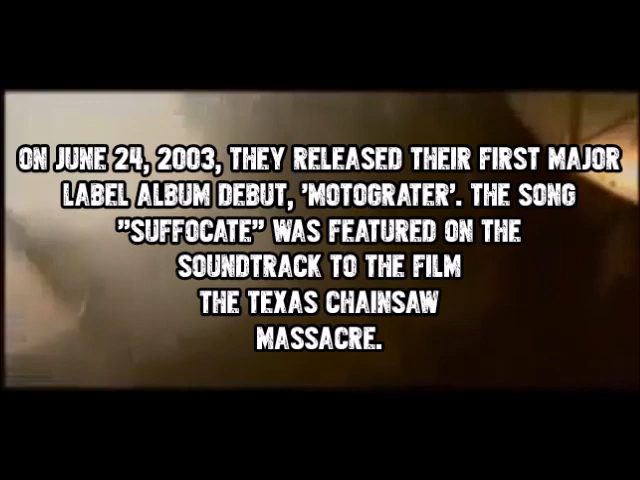 ON JUNE 24, 2003, THEY RELEASED THEIR FIRST MAJOR
LABEL ALBUM DEBUT, 'MOTOGRATER'. THE SONG
"SUFFOCATE" WAS FEATURED ON THE
SOUNDTRACK TO THE FILM
THE TEXAS CHAINSAW
MASSACRE.